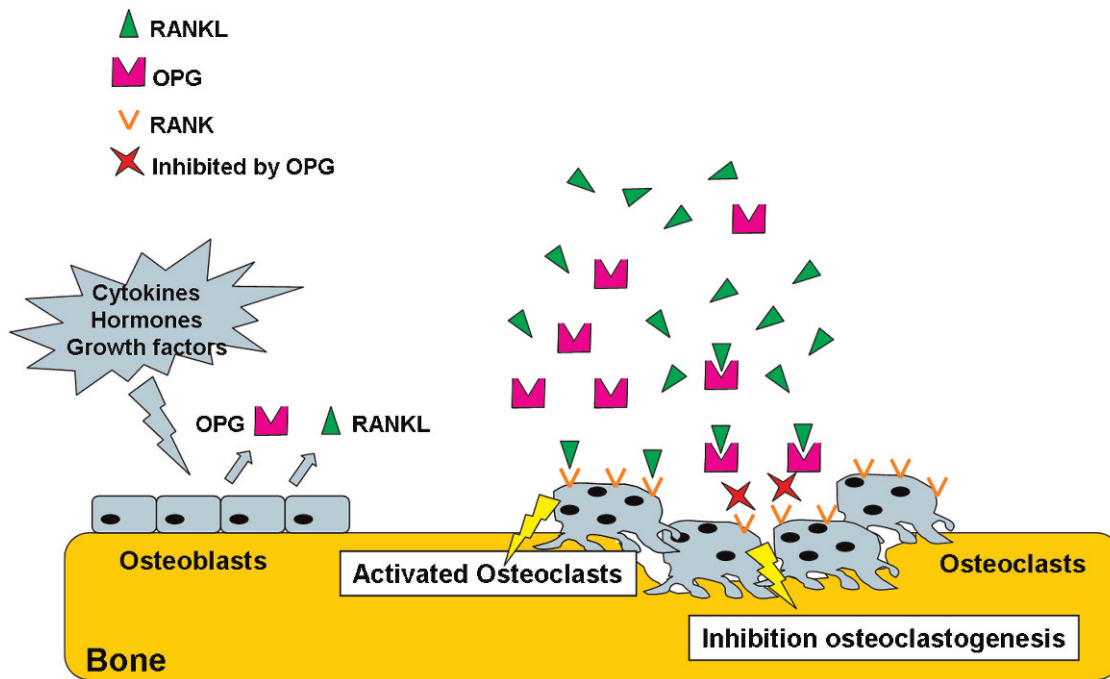 RANKL
OPG
RANK
Inhibited by OPG
Cytokines
Hormones
Growth factors
OPG
RANKL
Osteoblasts
Activated Osteoclasts
Osteoclasts
Inhibition osteoclastogenesis
Bone